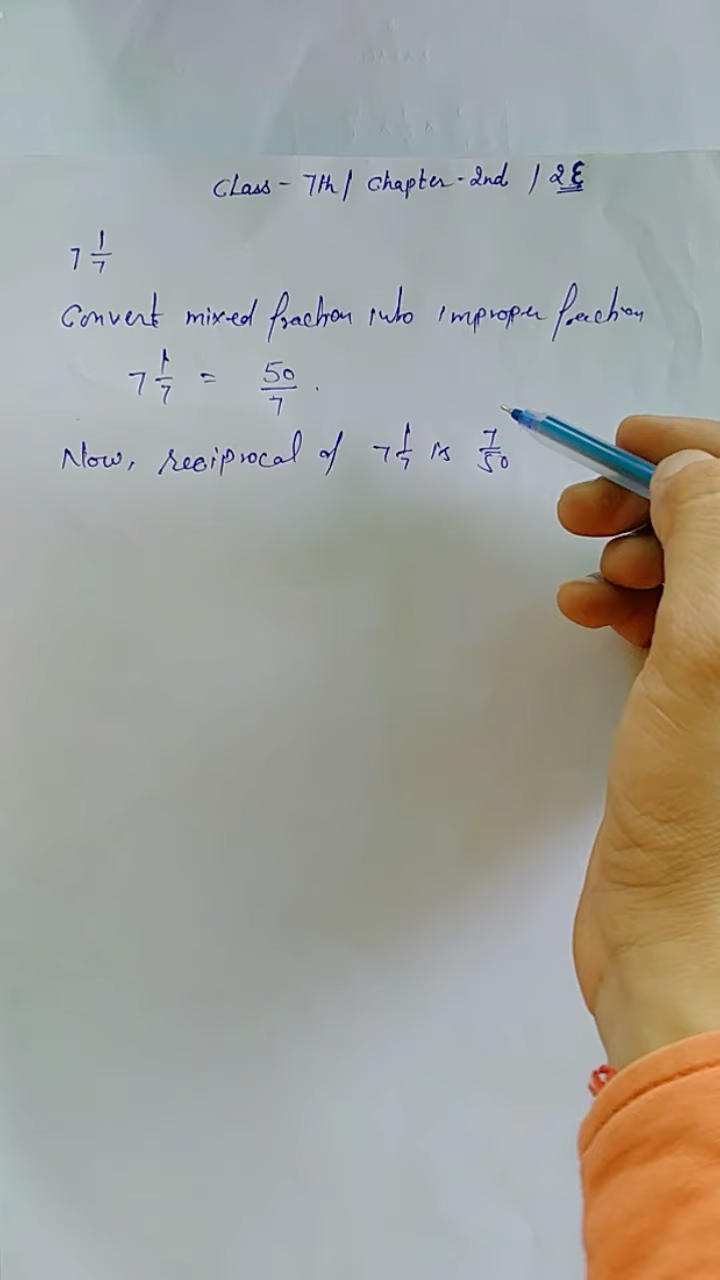 Class - 7th / Chapter - 2nd / 2E
7 1/7
Convert mixed fraction into improper fraction
7 1/7 = 50/7 .
Now, reciprocal of 7 1/7 is 7/50